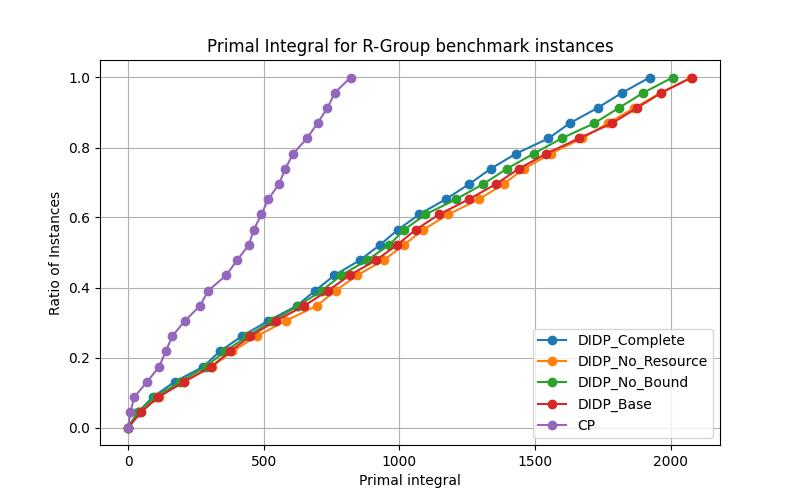 Primal Integral for R-Group benchmark instances
1.0
0.8
0.6
0.4
0.2
0.0
Ratio of Instances
0 500 1000 1500 2000
Primal integral
DIDP_Complete
DIDP_No_Resource
DIDP_No_Bound
DIDP_Base
CP